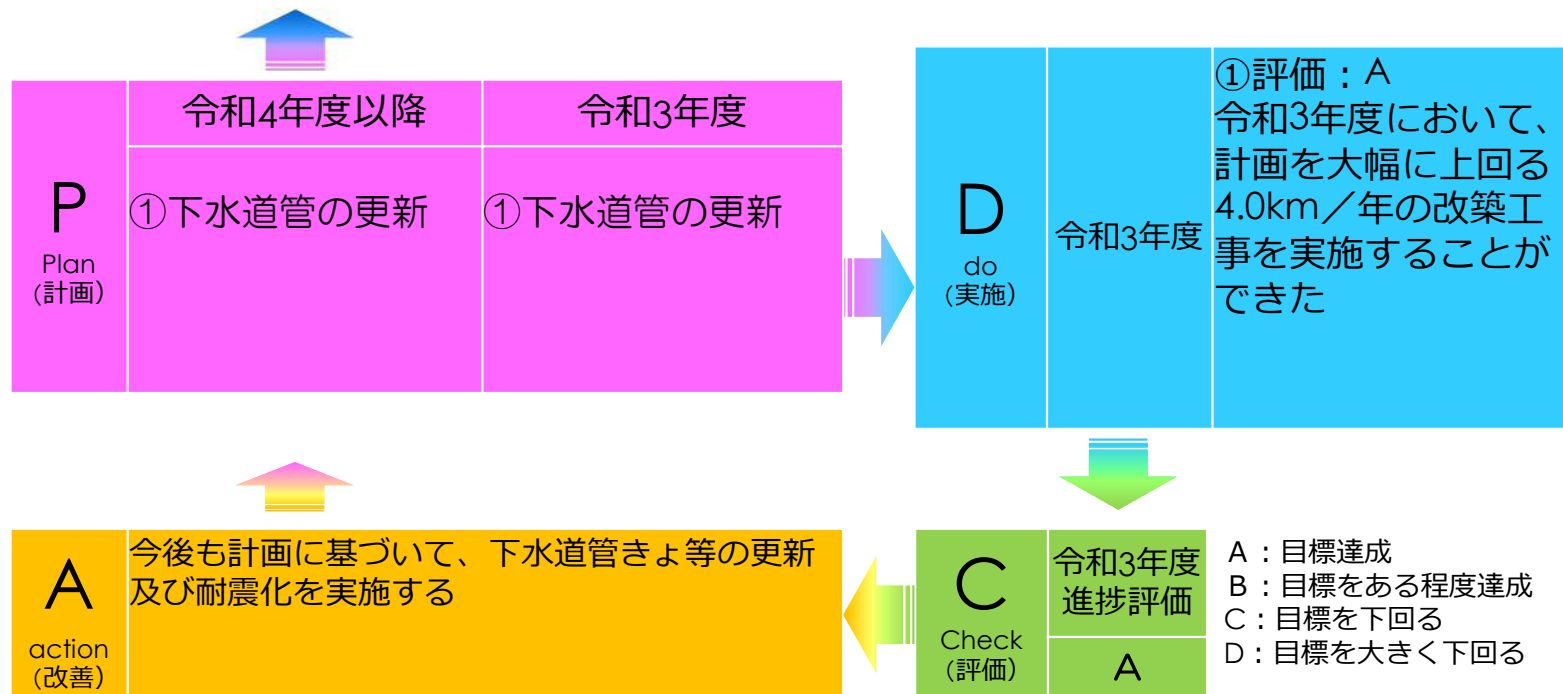 P
Plan
(計画)
令和4年度以降
令和3年度
①下水道管の更新
①下水道管の更新
D
do
(実施)
令和3年度
①評価：A
令和3年度において、
計画を大幅に上回る
4.0km／年の改築工
事を実施することが
できた
A
action
(改善)
今後も計画に基づいて、下水道管きょ等の更新
及び耐震化を実施する
C
Check
(評価)
令和3年度
進捗評価
A
A：目標達成
B：目標をある程度達成
C：目標を下回る
D：目標を大きく下回る